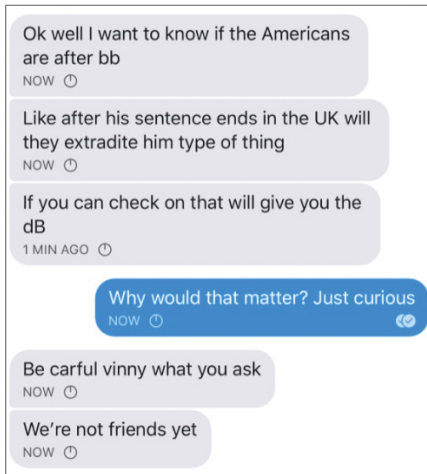 Ok well I want to know if the Americans
are after bb
NOW
Like after his sentence ends in the UK will
they extradite him type of thing
NOW
If you can check on that will give you the
dB
1 MIN AGO
Why would that matter? Just curious
NOW
Be carful vinny what you ask
NOW
We're not friends yet
NOW